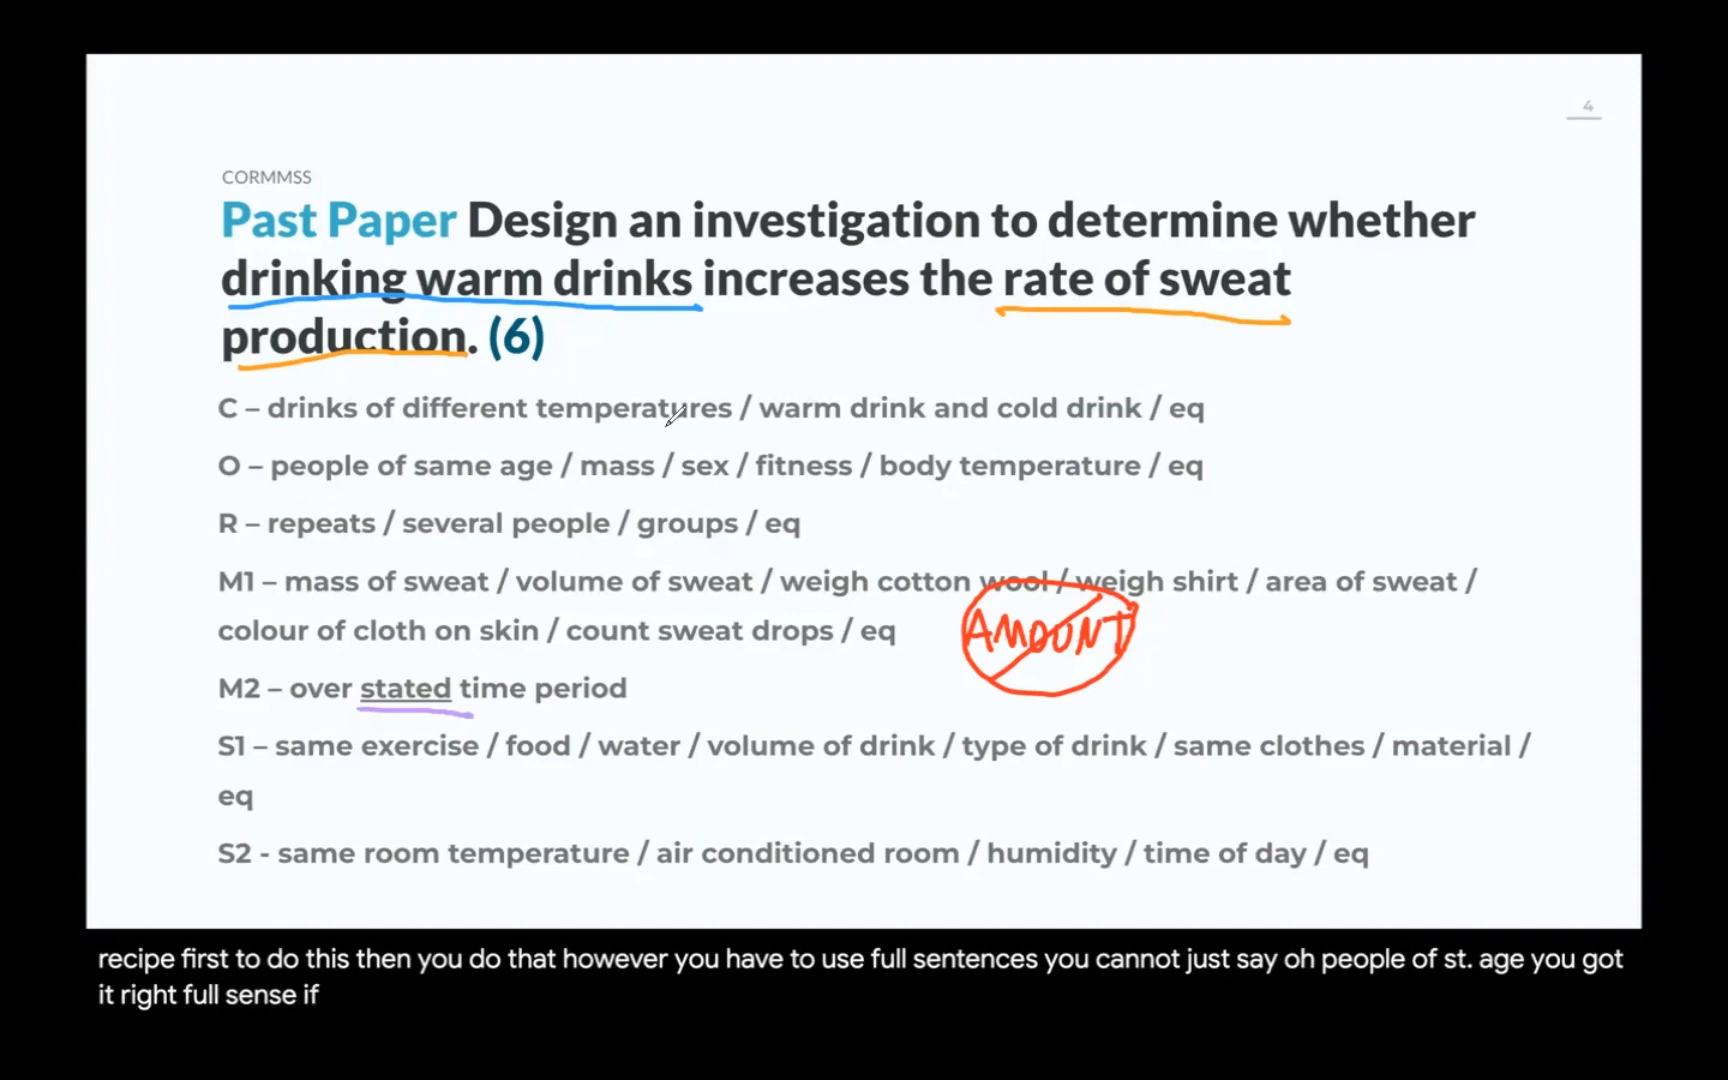 4
CORMMSS
Past Paper Design an investigation to determine whether
drinking warm drinks increases the rate of sweat
production. (6)
C – drinks of different temperatures / warm drink and cold drink / eq
O – people of same age / mass / sex / fitness / body temperature / eq
R – repeats / several people / groups / eq
M1 – mass of sweat / volume of sweat / weigh cotton wool / weigh shirt / area of sweat /
colour of cloth on skin / count sweat drops / eq
AMOUNT
M2 – over stated time period
S1 – same exercise / food / water / volume of drink / type of drink / same clothes / material /
eq
S2 - same room temperature / air conditioned room / humidity / time of day / eq
recipe first to do this then you do that however you have to use full sentences you cannot just say oh people of st. age you got
it right full sense if